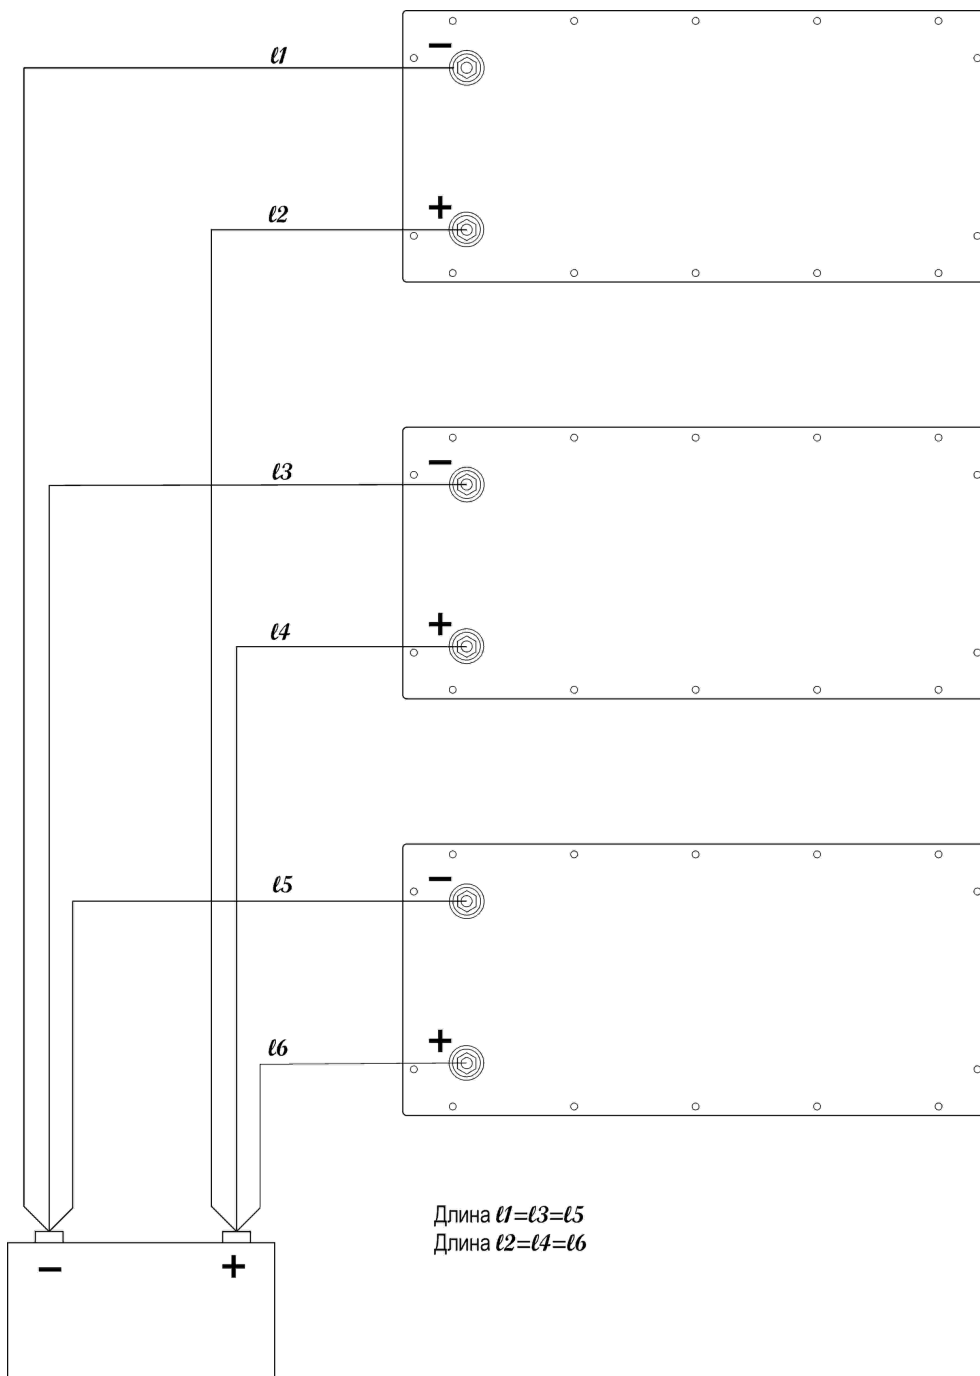 −
ℓ1
+
ℓ2
−
ℓ3
+
ℓ4
−
ℓ5
+
ℓ6
Длина ℓ1=ℓ3=ℓ5
Длина ℓ2=ℓ4=ℓ6
− +